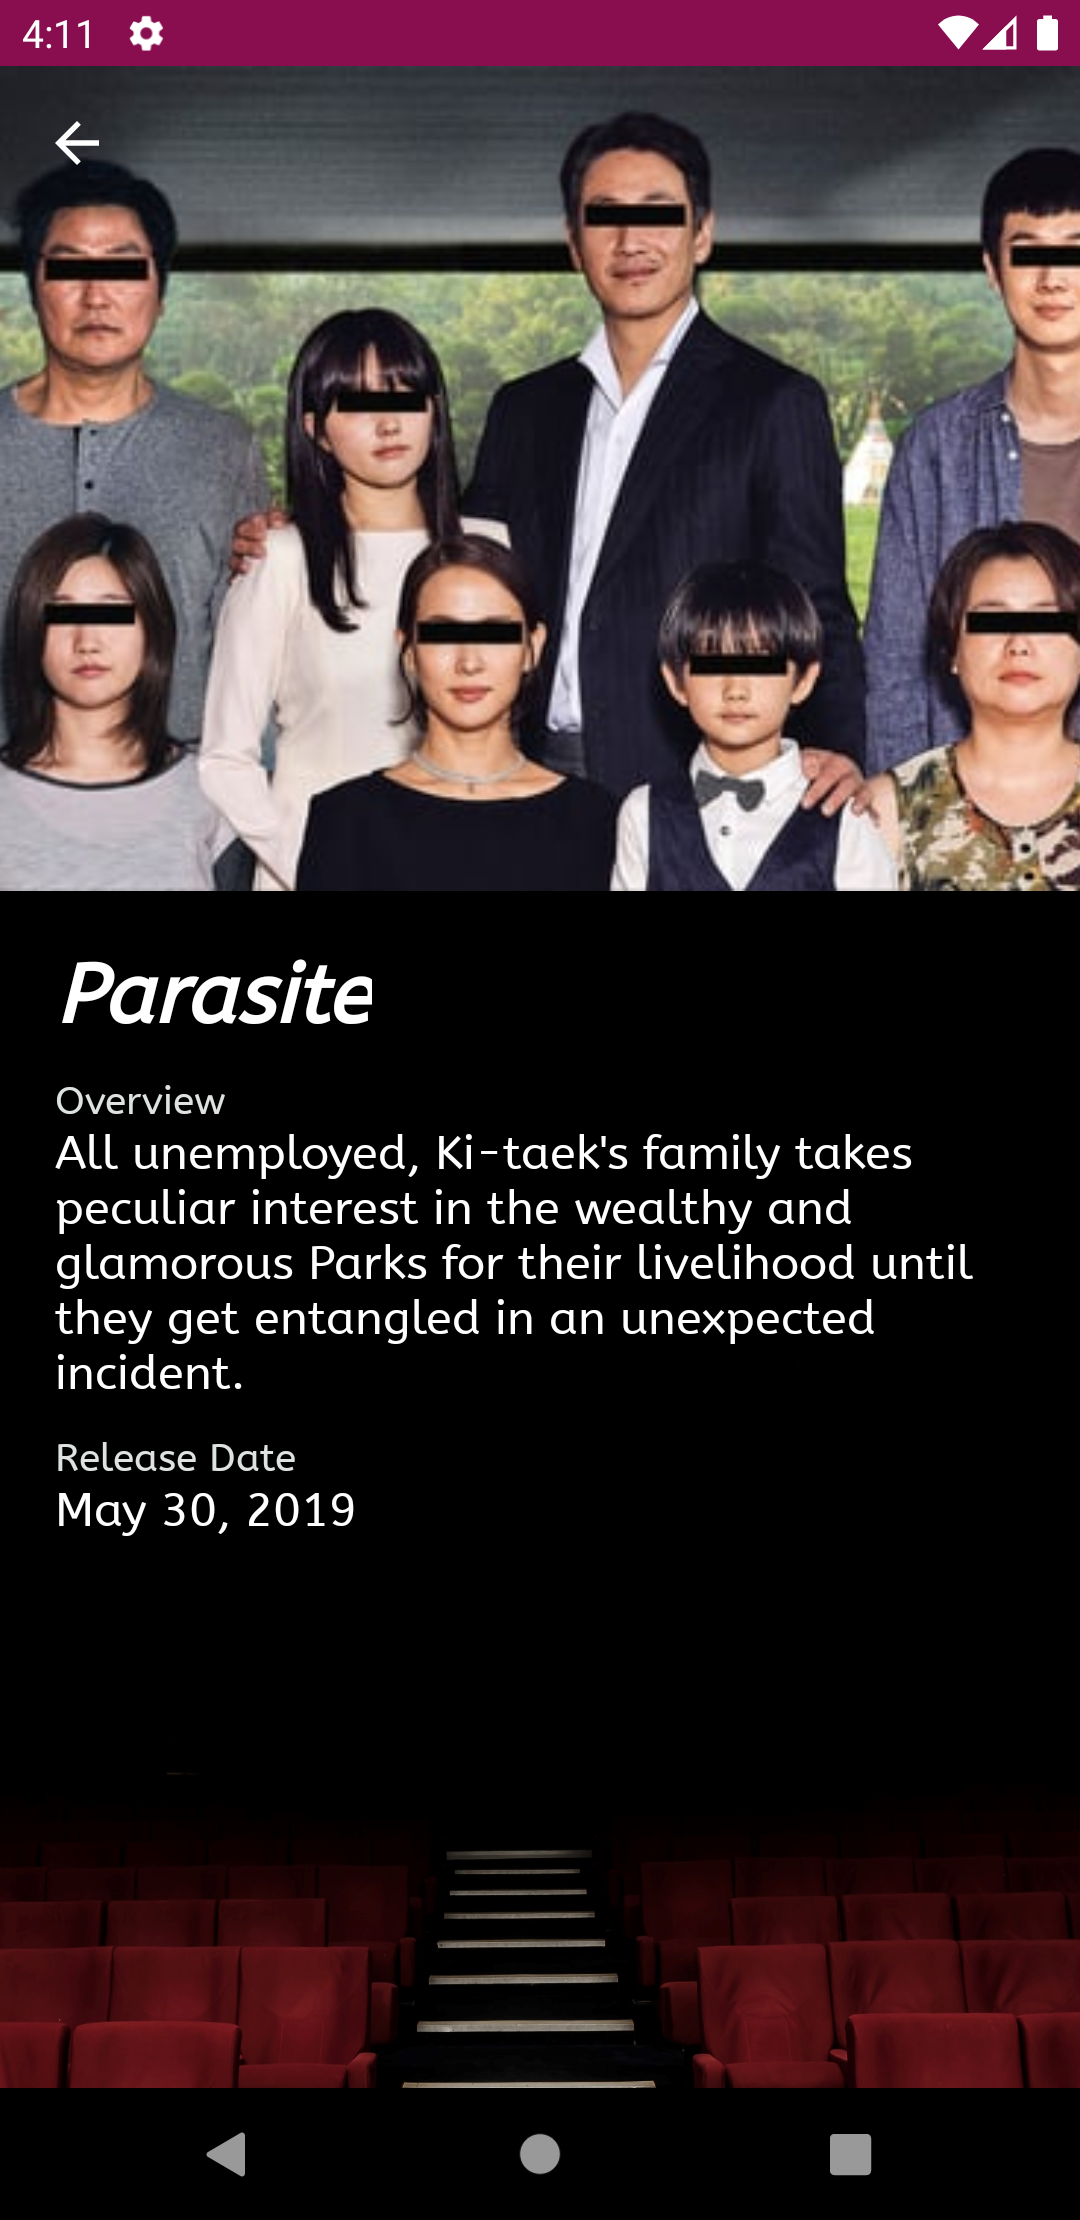 4:11
Parasite
Overview
All unemployed, Ki-taek's family takes
peculiar interest in the wealthy and
glamorous Parks for their livelihood until
they get entangled in an unexpected
incident.
Release Date
May 30, 2019